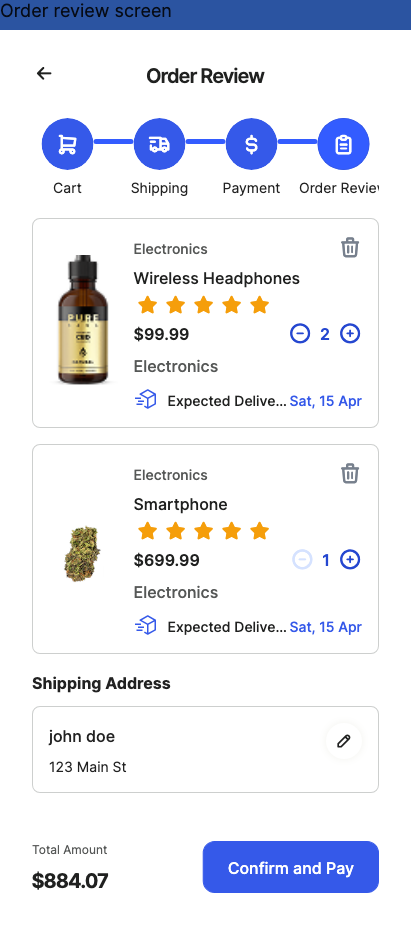 Order review screen
Order Review
Cart
Shipping
Payment
Order Review
Electronics
Wireless Headphones
$99.99
2
Electronics
Expected Delive... Sat, 15 Apr
PURE
CBD
Electronics
Smartphone
$699.99
1
Electronics
Expected Delive... Sat, 15 Apr
Shipping Address
john doe
123 Main St
Total Amount
$884.07
Confirm and Pay